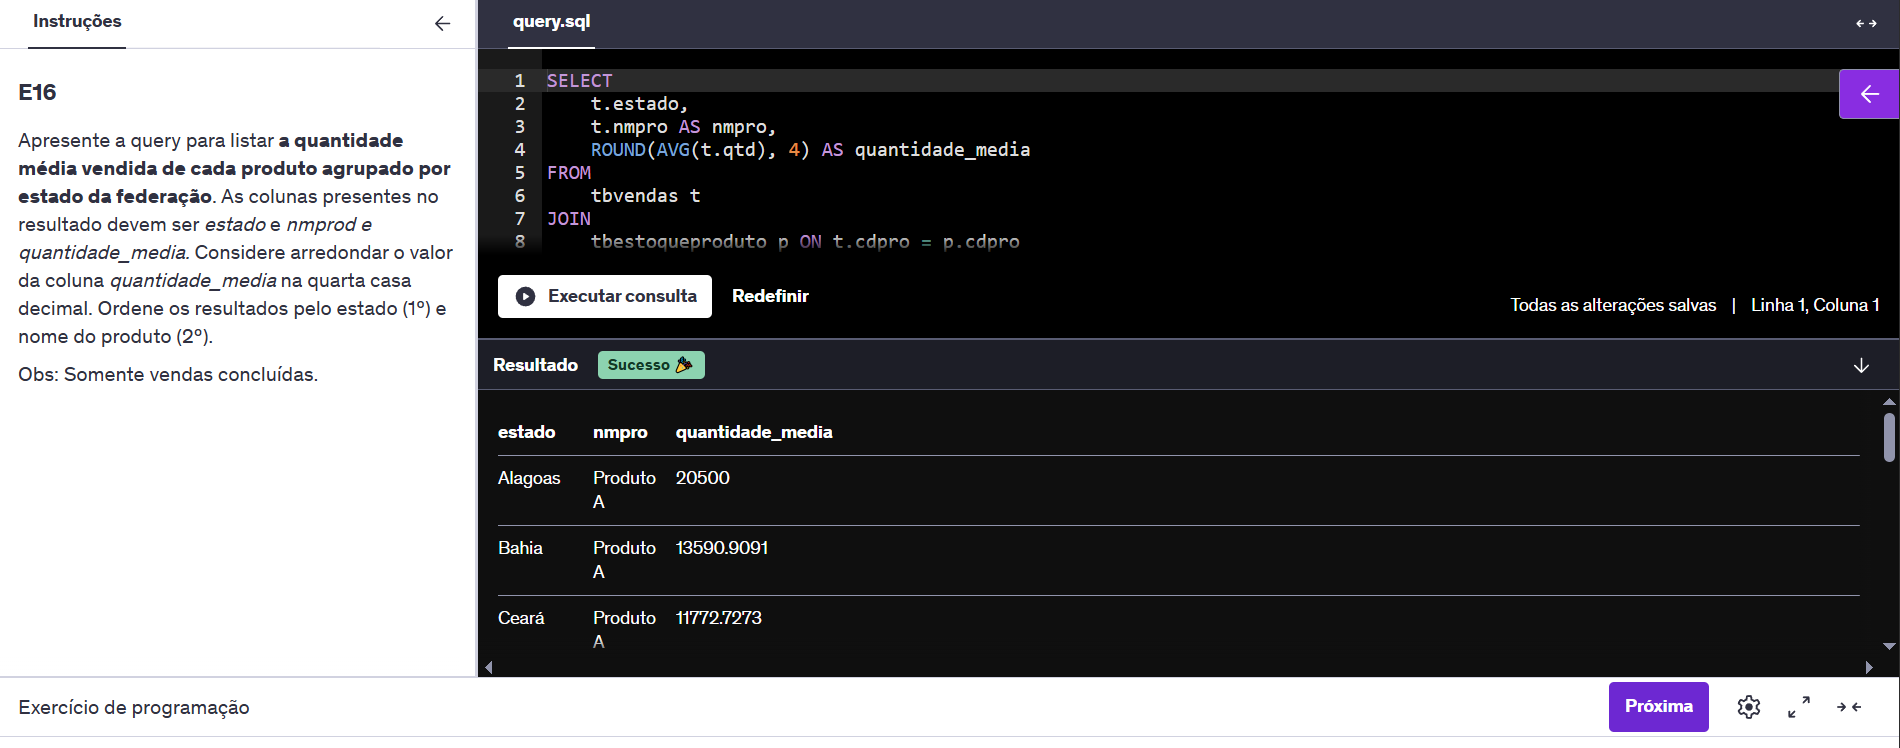 Instruções
E16
Apresente a query para listar a quantidade
média vendida de cada produto agrupado por
estado da federação. As colunas presentes no
resultado devem ser estado e nmprod e
quantidade_media. Considere arredondar o valor
da coluna quantidade_media na quarta casa
decimal. Ordene os resultados pelo estado (1º) e
nome do produto (2º).
Obs: Somente vendas concluídas.
query.sql
1 SELECT
2 t.estado,
3 t.nmpro AS nmpro,
4 ROUND(AVG(t.qtd), 4) AS quantidade_media
5 FROM
6 tbvendas t
7 JOIN
8 tbestoqueproduto p ON t.cdpro = p.cdpro
Executar consulta Redefinir
Todas as alterações salvas | Linha 1, Coluna 1
Resultado Sucesso
estado nmpro quantidade_media
Alagoas Produto A 20500
Bahia Produto A 13590.9091
Ceará Produto A 11772.7273
Exercício de programação
Próxima